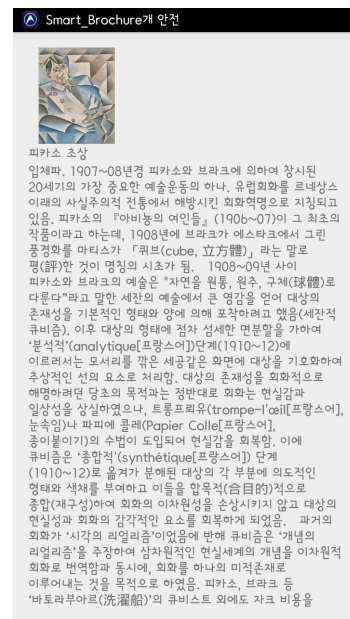 Smart_Brochure개 안전
피카소 초상
입체파. 1907~08년경 피카소와 브라크에 의하여 창시된
20세기의 가장 중요한 예술운동의 하나. 유럽회화를 르네상스
이래의 사실주의적 전통에서 해방시킨 회화혁명으로 지칭되고
있음. 피카소의 『아비뇽의 여인들』(190b~07)이 그 최초의
작품이라고 하는데, 1908년에 브라크가 에스타크에서 그린
풍경화를 마티스가 「퀴브(cube, 立方體)」라는 말로
평(評)한 것이 명칭의 시초가 됨.   1908~09년 사이
피카소와 브라크의 예술은 "자연을 원통, 원추, 구체(球體)로
다룬다"라고 말한 세잔의 예술에서 큰 영감을 얻어 대상의
존재성을 기본적인 형태와 양에 의해 포착하려고 했음(세잔적
큐비즘). 이후 대상의 형태에 점차 섬세한 면분할을 가하여
'분석적'(analytique[프랑스어])단계(1910~12)에
이르러서는 모서리를 깎은 세공같은 화면에 대상을 기호화하여
추상적인 선의 요소로 처리함. 대상의 존재성을 회화적으로
해명하려던 당초의 목적과는 정반대로 회화는 현실감과
일상성을 상실하였으나, 트롱프뢰유(trompe-l'œil[프랑스어],
눈속임)나 파피에 콜레(Papier Colle[프랑스어],
종이붙이기)의 수법이 도입되어 현실감을 회복함. 이에
큐비즘은 '종합적'(synthétique[프랑스어]) 단계
(1910~12)로 옮겨가 분해된 대상의 각 부분에 의도적인
형태와 색채를 부여하고 이들을 합목적(合目的)적으로
종합(재구성)하여 회화의 이차원성을 손상시키지 않고 대상의
현실성과 회화의 감각적인 요소를 회복하게 되었음.   과거의
회화가 '시각의 리얼리즘'이었음에 반해 큐비즘은 '개념의
리얼리즘'을 주장하여 삼차원적인 현실세계의 개념을 이차원적
회화로 번역함과 동시에, 회화를 하나의 미적존재로
이루어내는 것을 목적으로 하였음. 피카소, 브라크 등
'바토라부아르(洗濯船)'의 큐비스트 외에도 자크 비용을